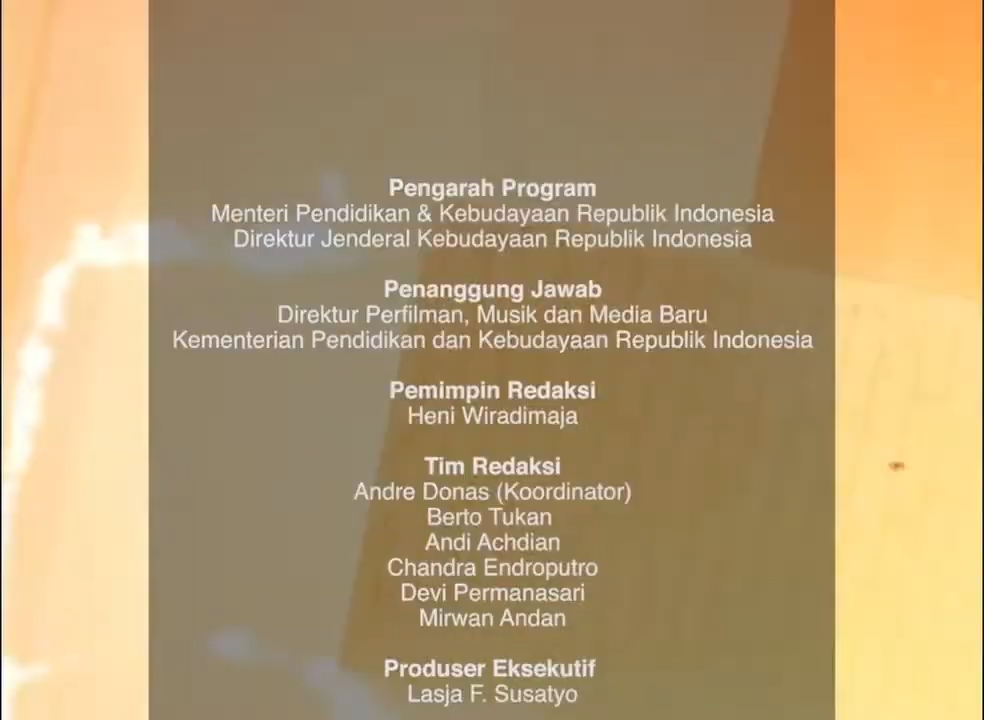 Pengarah Program
Menteri Pendidikan & Kebudayaan Republik Indonesia
Direktur Jenderal Kebudayaan Republik Indonesia
Penanggung Jawab
Direktur Perfilman, Musik dan Media Baru
Kementerian Pendidikan dan Kebudayaan Republik Indonesia
Pemimpin Redaksi
Heni Wiradimaja
Tim Redaksi
Andre Donas (Koordinator)
Berto Tukan
Andi Achdian
Chandra Endroputro
Devi Permanasari
Mirwan Andan
Produser Eksekutif
Lasja F. Susatyo